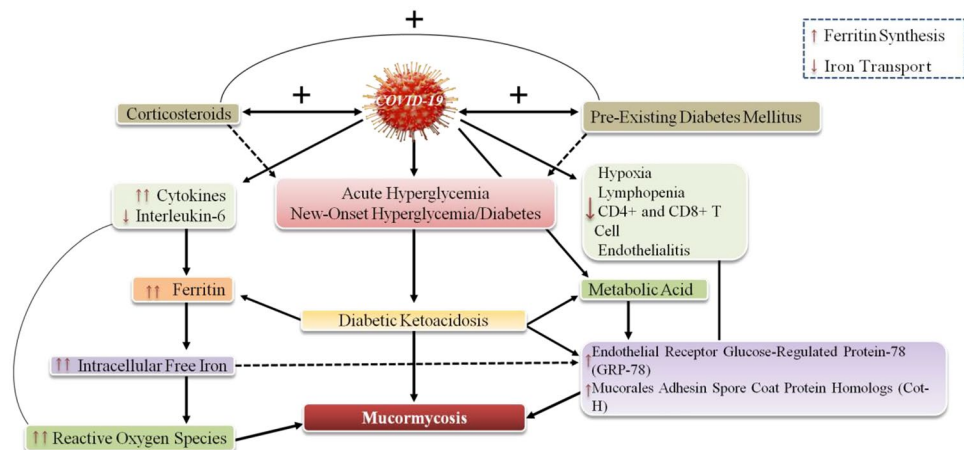 +
↑ Ferritin Synthesis
↓ Iron Transport
+
+
COVID-19
Corticosteroids
Pre-Existing Diabetes Mellitus
↑↑ Cytokines
↓ Interleukin-6
Acute Hyperglycemia
New-Onset Hyperglycemia/Diabetes
Hypoxia
Lymphopenia
↓ CD4+ and CD8+ T
Cell
Endothelialitis
↑↑ Ferritin
Metabolic Acid
Diabetic Ketoacidosis
↑↑ Intracellular Free Iron
↑ Endothelial Receptor Glucose-Regulated Protein-78
(GRP-78)
↑ Mucorales Adhesin Spore Coat Protein Homologs (Cot-
H)
Mucormycosis
↑↑ Reactive Oxygen Species